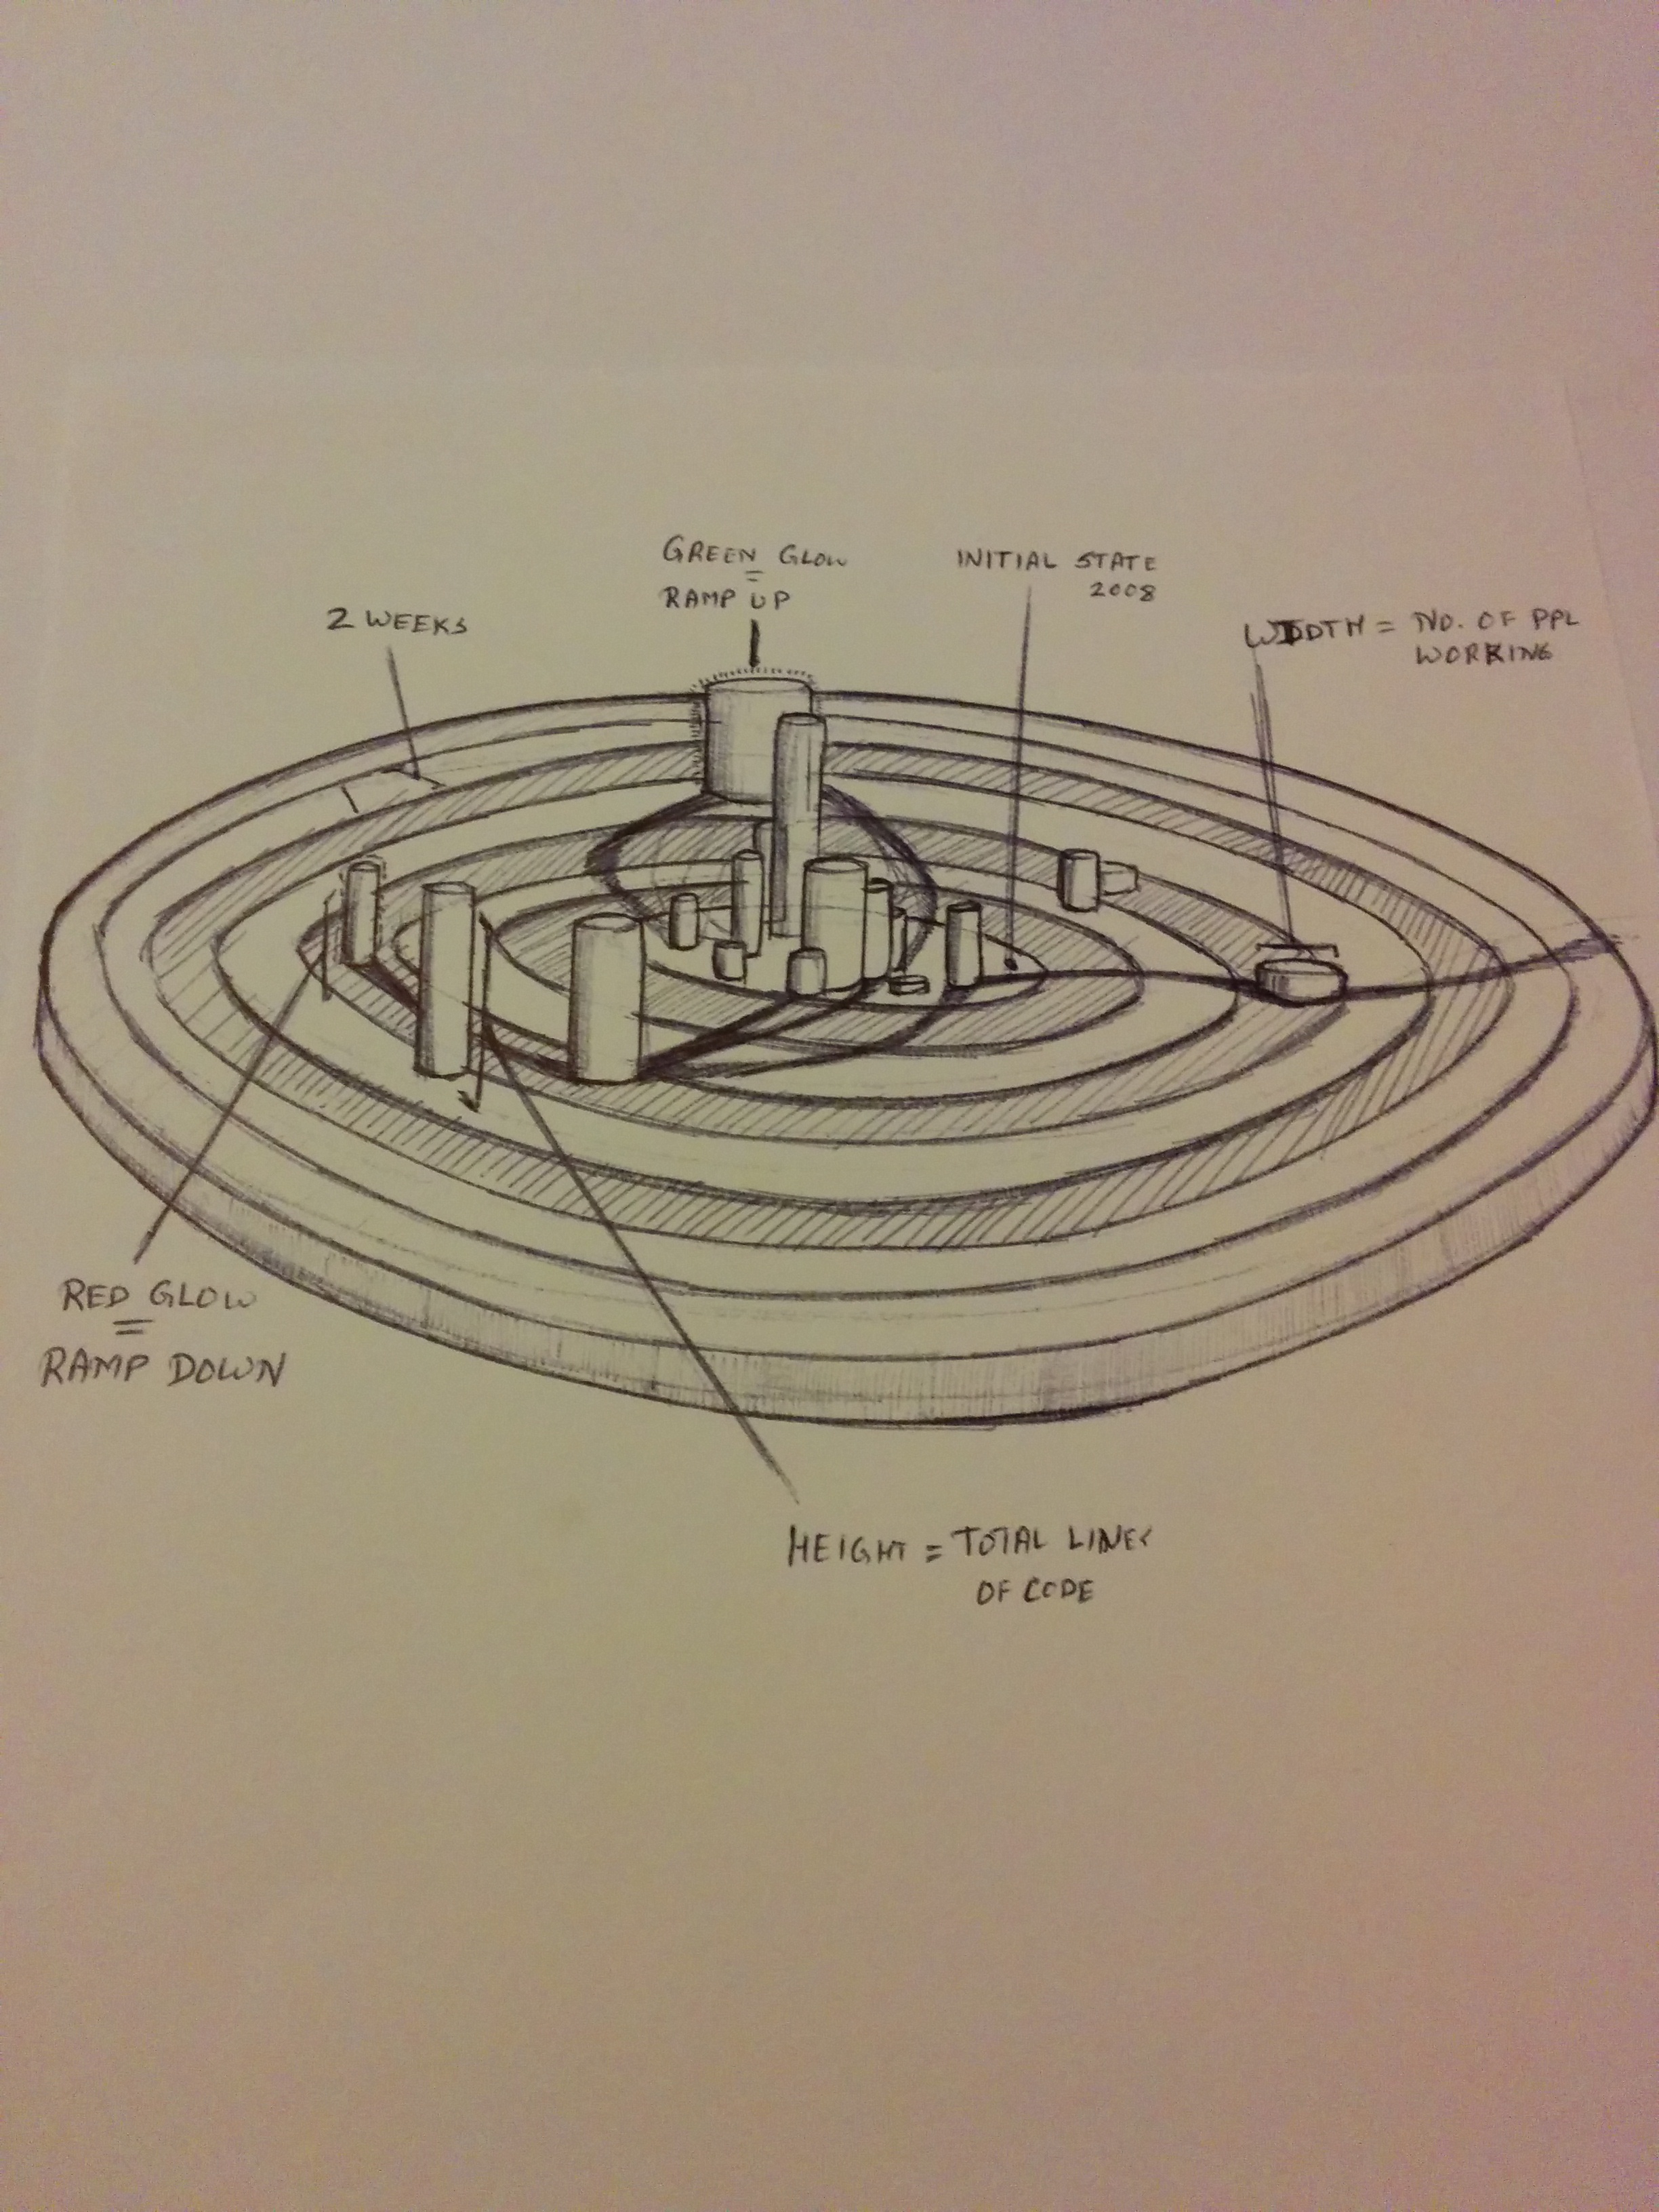 GREEN GLOW
=
RAMP UP
INITIAL STATE
2008
2 WEEKS
WIDTH = NO. OF PPL
WORKING
RED GLOW
=
RAMP DOWN
HEIGHT = TOTAL LINES
OF CODE